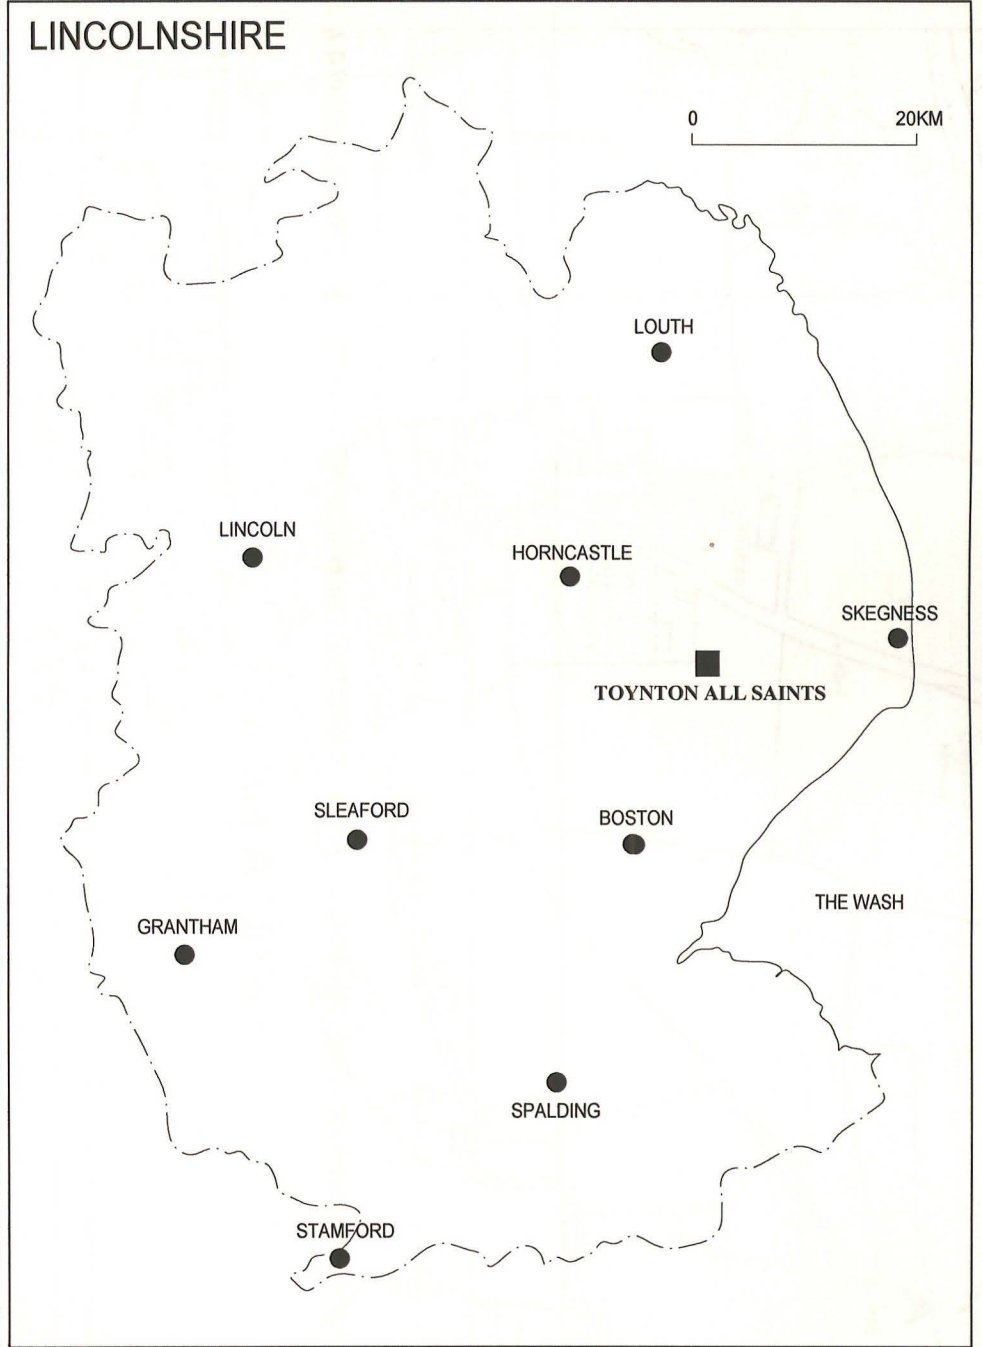 LINCOLNSHIRE
0 20KM
LOUTH
LINCOLN
HORNCASTLE
SKEGNESS
TOYNTON ALL SAINTS
SLEAFORD
BOSTON
THE WASH
GRANTHAM
SPALDING
STAMFORD